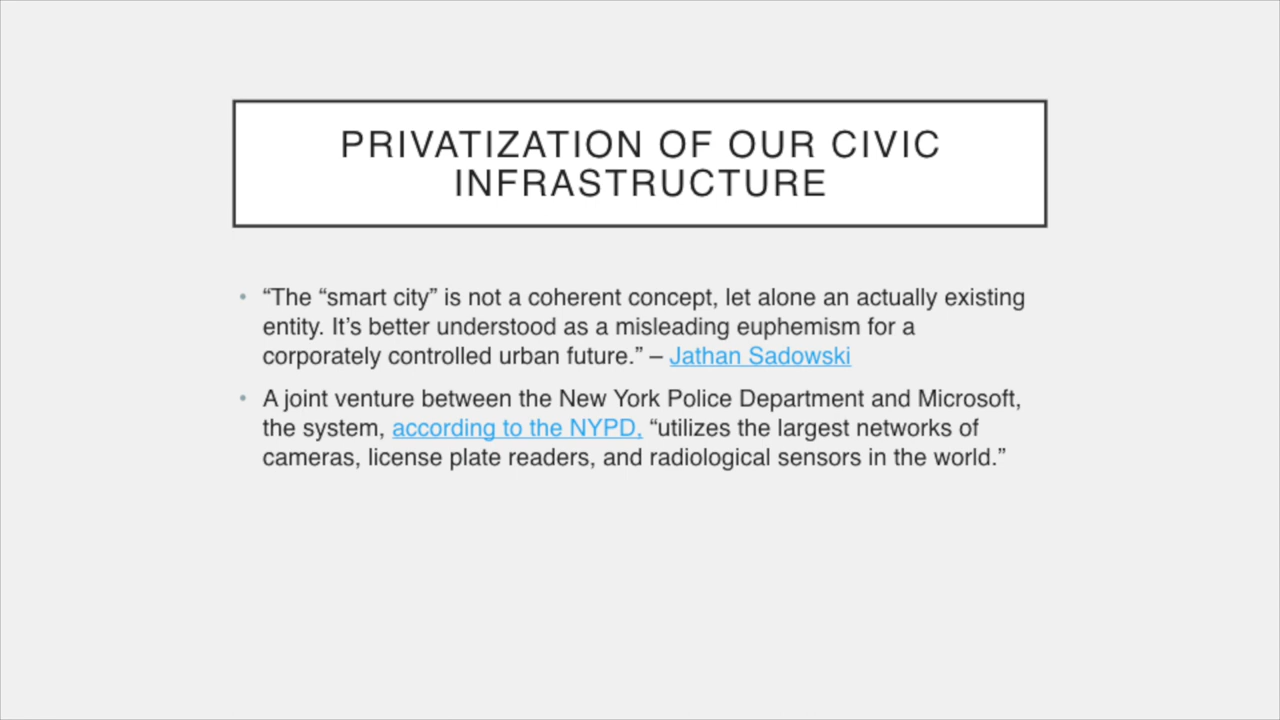 PRIVATIZATION OF OUR CIVIC
INFRASTRUCTURE
• “The “smart city” is not a coherent concept, let alone an actually existing
entity. It’s better understood as a misleading euphemism for a
corporately controlled urban future.” – Jathan Sadowski
• A joint venture between the New York Police Department and Microsoft,
the system, according to the NYPD, “utilizes the largest networks of
cameras, license plate readers, and radiological sensors in the world.”